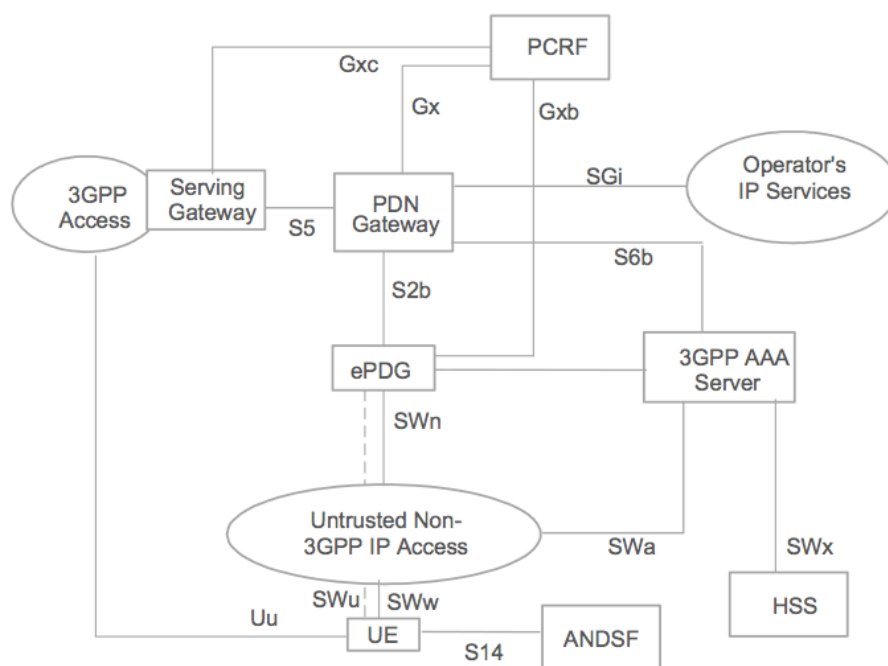 PCRF
Gxc
Gx
Gxb
3GPP
Access
Serving
Gateway
S5
PDN
Gateway
SGi
Operator's
IP Services
S6b
S2b
ePDG
3GPP AAA
Server
SWn
Untrusted Non-
3GPP IP Access
SWa
SWx
SWu
SWw
HSS
Uu
UE
S14
ANDSF